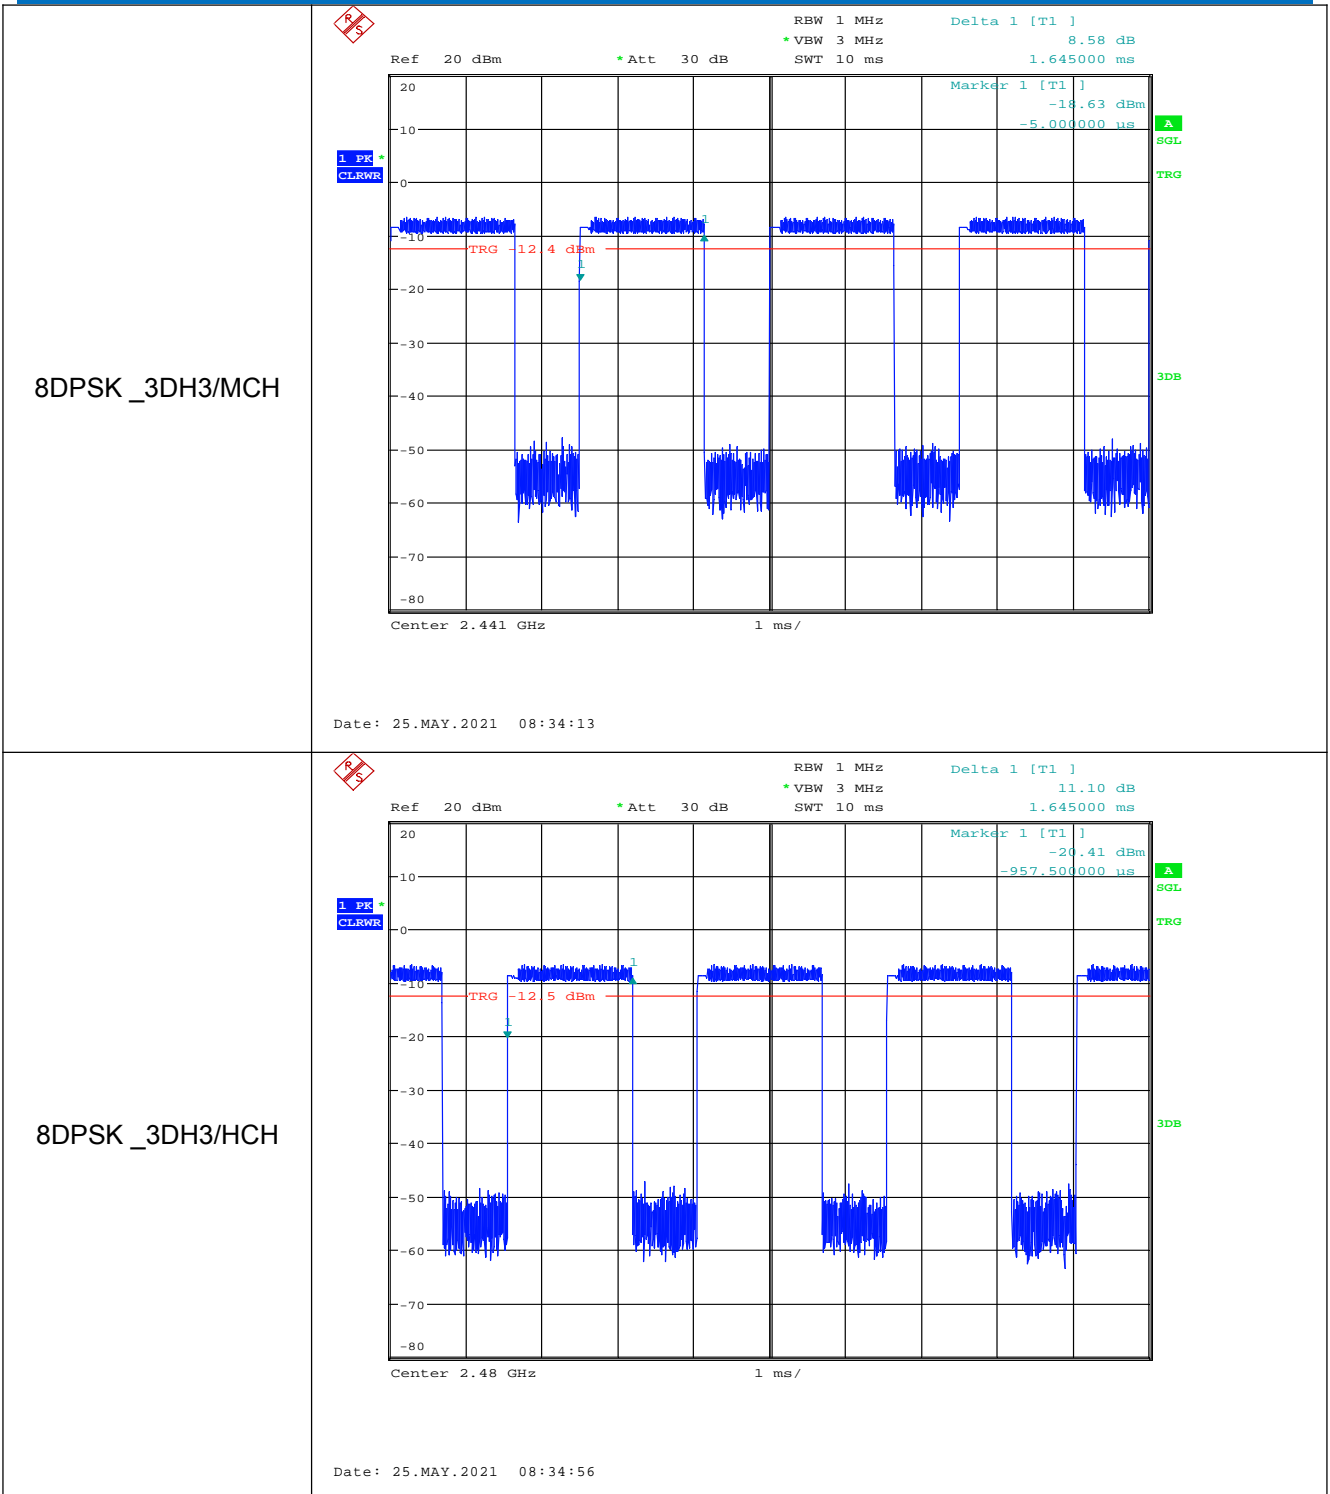 8DPSK _3DH3/MCH
R S
RBW 1 MHz
Delta 1 [T1 ]
*VBW 3 MHz
8.58 dB
Ref 20 dBm
*Att 30 dB
SWT 10 ms
1.645000 ms
20
Marker 1 [T1 ]
-18.63 dBm
-5.000000 µs
A
SGL
10
1 PK *
CLRWR
TRG
0
1
-10
TRG -12.4 dBm
1
-20
-30
3DB
-40
-50
-60
-70
-80
Center 2.441 GHz
1 ms/
Date: 25.MAY.2021 08:34:13
8DPSK _3DH3/HCH
R S
RBW 1 MHz
Delta 1 [T1 ]
*VBW 3 MHz
11.10 dB
Ref 20 dBm
*Att 30 dB
SWT 10 ms
1.645000 ms
20
Marker 1 [T1 ]
-20.41 dBm
-957.500000 µs
A
SGL
10
1 PK *
CLRWR
TRG
0
1
-10
TRG -12.5 dBm
1
-20
-30
3DB
-40
-50
-60
-70
-80
Center 2.48 GHz
1 ms/
Date: 25.MAY.2021 08:34:56